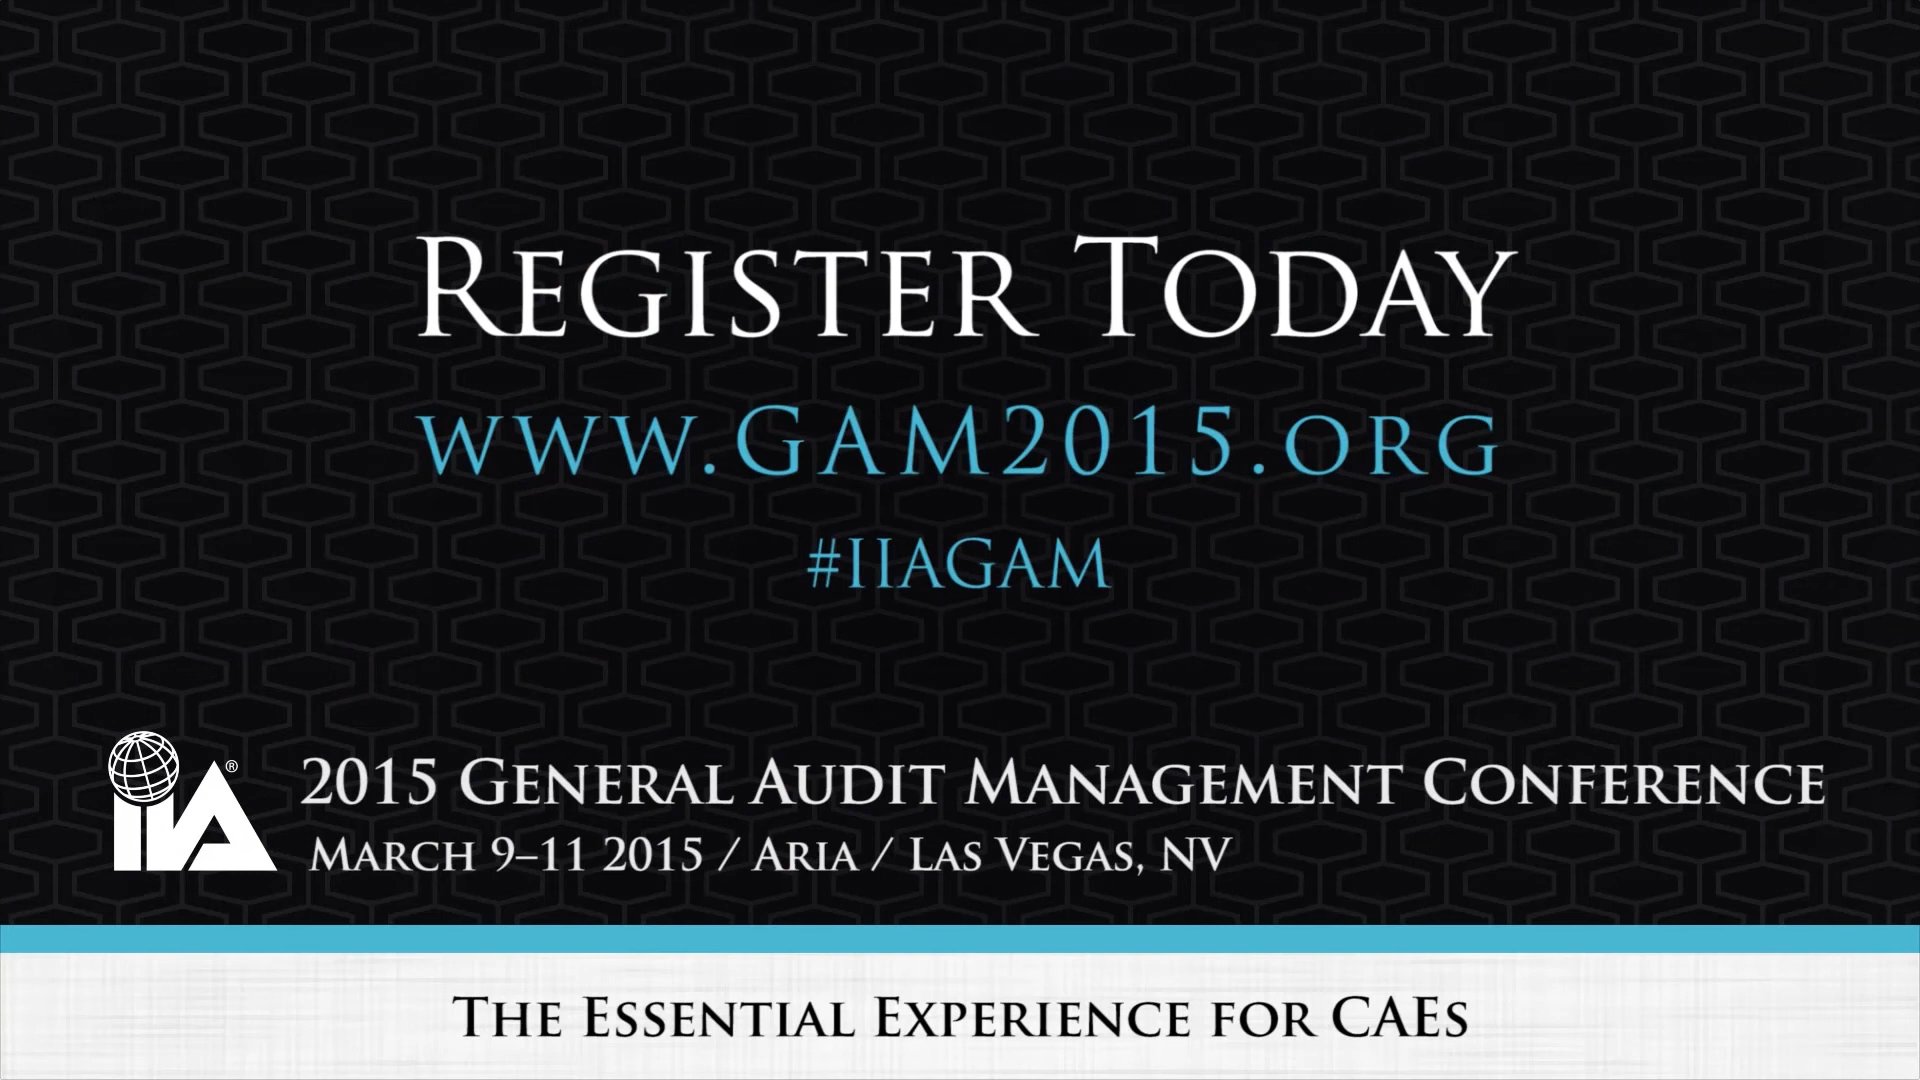 Register Today
www.GAM2015.org
#IIAGAM
IIA®
2015 General Audit Management Conference
March 9–11 2015 / Aria / Las Vegas, NV
The Essential Experience for CAEs